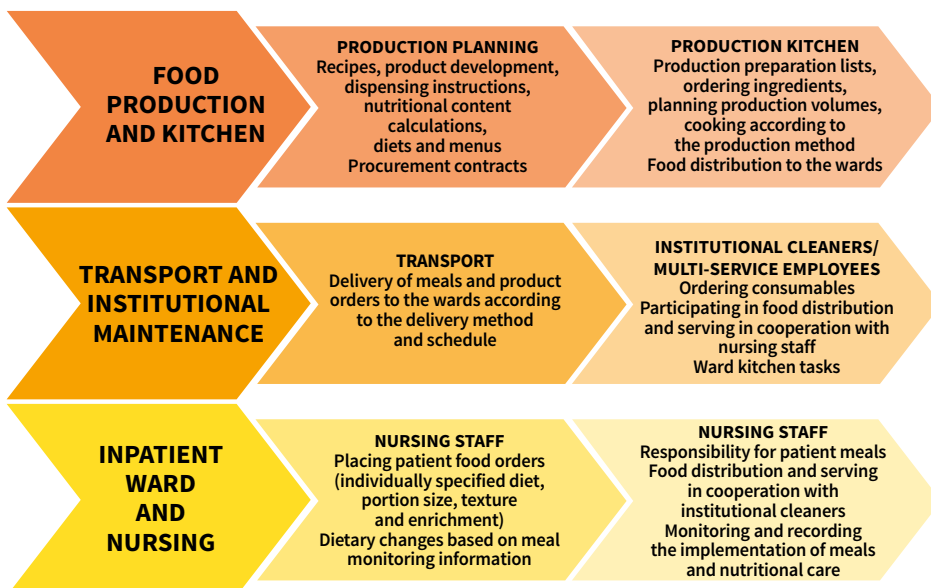 FOOD
PRODUCTION
AND KITCHEN
PRODUCTION PLANNING
Recipes, product development,
dispensing instructions,
nutritional content
calculations,
diets and menus
Procurement contracts
PRODUCTION KITCHEN
Production preparation lists,
ordering ingredients,
planning production volumes,
cooking according to
the production method
Food distribution to the wards
TRANSPORT AND
INSTITUTIONAL
MAINTENANCE
TRANSPORT
Delivery of meals and product
orders to the wards according
to the delivery method
and schedule
INSTITUTIONAL CLEANERS/
MULTI-SERVICE EMPLOYEES
Ordering consumables
Participating in food distribution
and serving in cooperation with
nursing staff
Ward kitchen tasks
INPATIENT
WARD
AND
NURSING
NURSING STAFF
Placing patient food orders
(individually specified diet,
portion size, texture
and enrichment)
Dietary changes based on meal
monitoring information
NURSING STAFF
Responsibility for patient meals
Food distribution and serving
in cooperation with
institutional cleaners
Monitoring and recording
the implementation of meals
and nutritional care